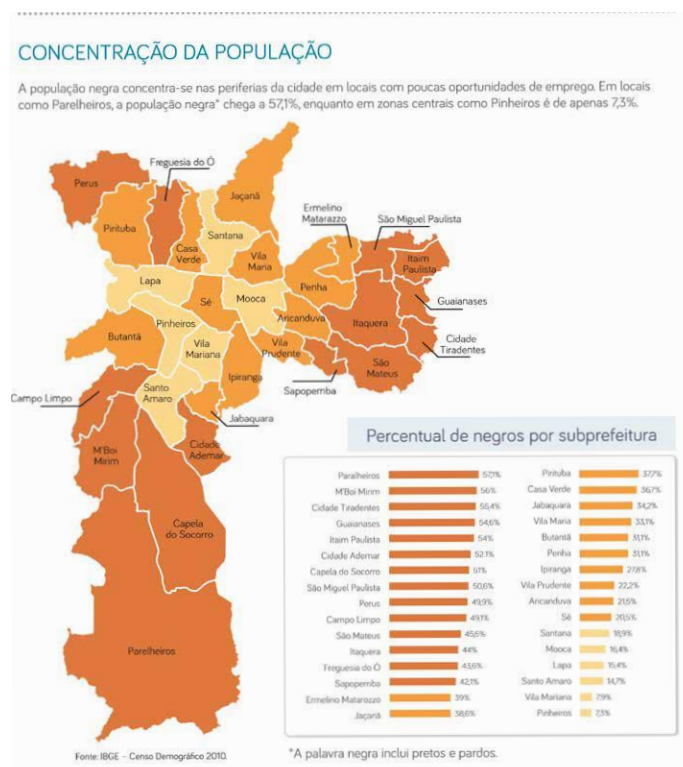 CONCENTRAÇÃO DA POPULAÇÃO
A população negra concentra-se nas periferias da cidade em locais com poucas oportunidades de emprego. Em locais
como Parelheiros, a população negra* chega a 57,1%, enquanto em zonas centrais como Pinheiros é de apenas 7,3%.
Freguesia do Ó
Perus
Jaçanã
Ermelino
Matarazzo
São Miguel Paulista
Pirituba
Santana
Casa
Verde
Vila
Maria
Itaim
Paulista
Lapa
Penha
Sé
Mooca
Guaianases
Aricanduva
Itaquera
Pinheiros
Butantã
Vila
Mariana
Vila
Prudente
Cidade
Tiradentes
São
Mateus
Ipiranga
Sapopemba
Santo
Amaro
Campo Limpo
Jabaquara
Cidade
Ademar
M'Boi
Mirim
Capela
do Socorro
Parelheiros
Percentual de negros por subprefeitura
Paralheiros 57,1%
M'Boi Mirim 56%
Cidade Tiradentes 55,4%
Guaianases 54,6%
Itaim Paulista 54%
Cidade Ademar 52.1%
Capela do Socorro 51%
São Miguel Paulista 50,6%
Perus 49,9%
Campo Limpo 49,1%
São Mateus 45,6%
Itaquera 44%
Freguesia do Ó 43,6%
Sapopemba 42,1%
Ermelino Matarozzo 39%
Jaçanã 38,6%
Pirituba 37,7%
Casa Verde 36,7%
Jabaquara 34,2%
Vila Maria 33,1%
Butantã 31,1%
Penha 31,1%
Ipiranga 27,8%
Vila Prudente 22,2%
Aricanduva 21,5%
Sé 20,5%
Santana 18,9%
Mooca 16,4%
Lapa 15,4%
Santo Amaro 14,7%
Vila Mariana 7,9%
Pinheiros 7,3%
Fonte: IBGE - Censo Demográfico 2010.
*A palavra negra inclui pretos e pardos.